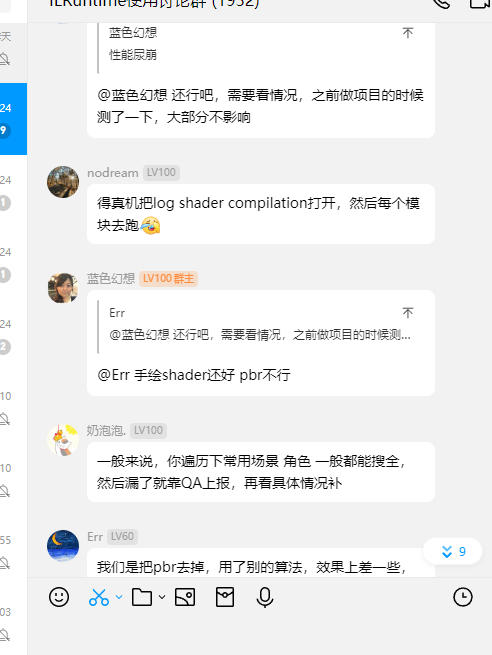 ILRuntime使用讨论群 (1932)
昨天
蓝色幻想
性能尿崩
@蓝色幻想 还行吧，需要看情况，之前做项目的时候
测了一下，大部分不影响
24
9
nodream LV100
24
1
得真机把log shader compilation打开，然后每个模
块去跑🤣
24
1
蓝色幻想 LV100 群主
Err
@蓝色幻想 还行吧，需要看情况，之前做项目的时候测...
24
2
@Err 手绘shader还好 pbr不行
10
奶泡泡. LV100
一般来说，你遍历下常用场景 角色 一般都能搜全，
10
然后漏了就靠QA上报，再看具体情况补
Err LV60
55
9
我们是把pbr去掉，用了别的算法，效果上差一些，
03